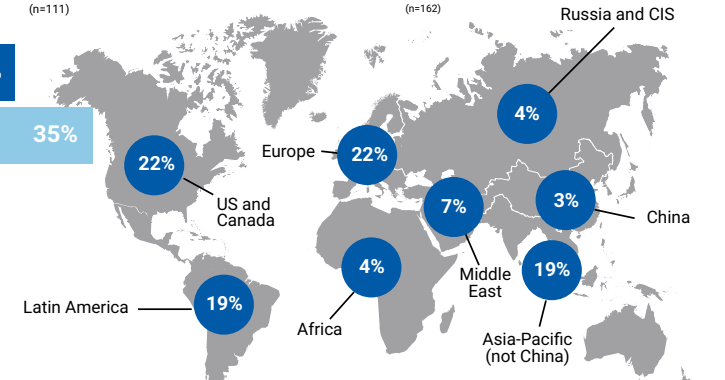 (n=111)
(n=162)
Russia and CIS
4%
35%
Europe
22%
22%
US and
Canada
7%
3%
China
4%
19%
Middle
East
Latin America
19%
Africa
Asia-Pacific
(not China)